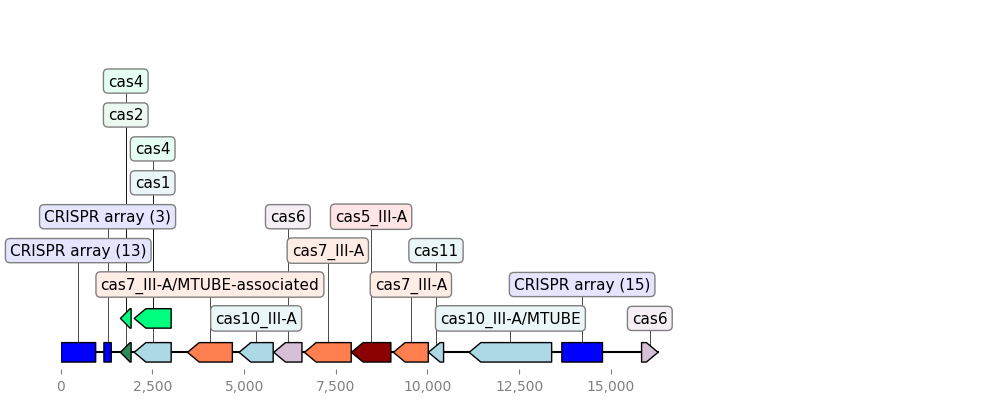 cas4
cas2
cas4
cas1
CRISPR array (3)
cas6
cas5_III-A
CRISPR array (13)
cas7_III-A
cas11
cas7_III-A/MTUBE-associated
cas7_III-A
CRISPR array (15)
cas10_III-A
cas10_III-A/MTUBE
cas6
0
2,500
5,000
7,500
10,000
12,500
15,000